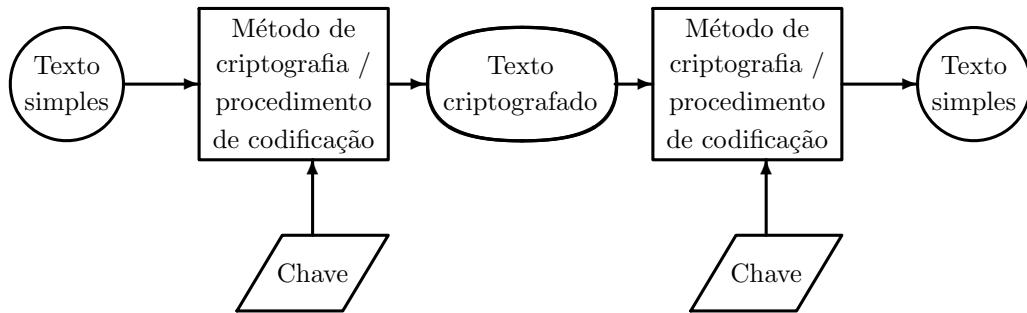 Texto
simples
Método de
criptografia /
procedimento
de codificação
Texto
criptografado
Método de
criptografia /
procedimento
de codificação
Texto
simples
Chave
Chave